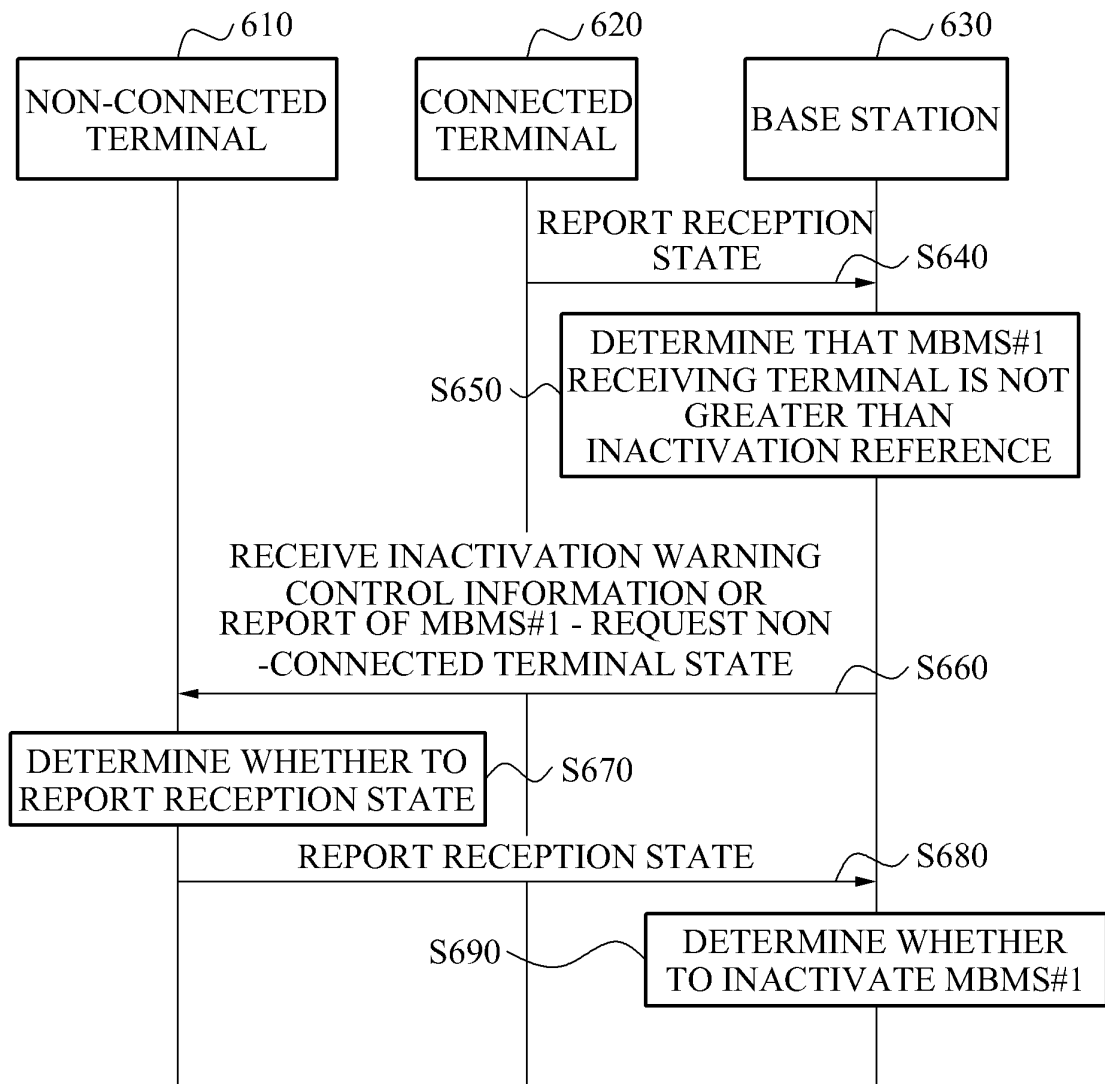 610
620
630
NON-CONNECTED
TERMINAL
CONNECTED
TERMINAL
BASE STATION
REPORT RECEPTION
STATE
S640
DETERMINE THAT MBMS#1
RECEIVING TERMINAL IS NOT
GREATER THAN
INACTIVATION REFERENCE
S650
RECEIVE INACTIVATION WARNING
CONTROL INFORMATION OR
REPORT OF MBMS#1 - REQUEST NON
-CONNECTED TERMINAL STATE
S660
DETERMINE WHETHER TO
REPORT RECEPTION STATE
S670
REPORT RECEPTION STATE
S680
S690
DETERMINE WHETHER
TO INACTIVATE MBMS#1